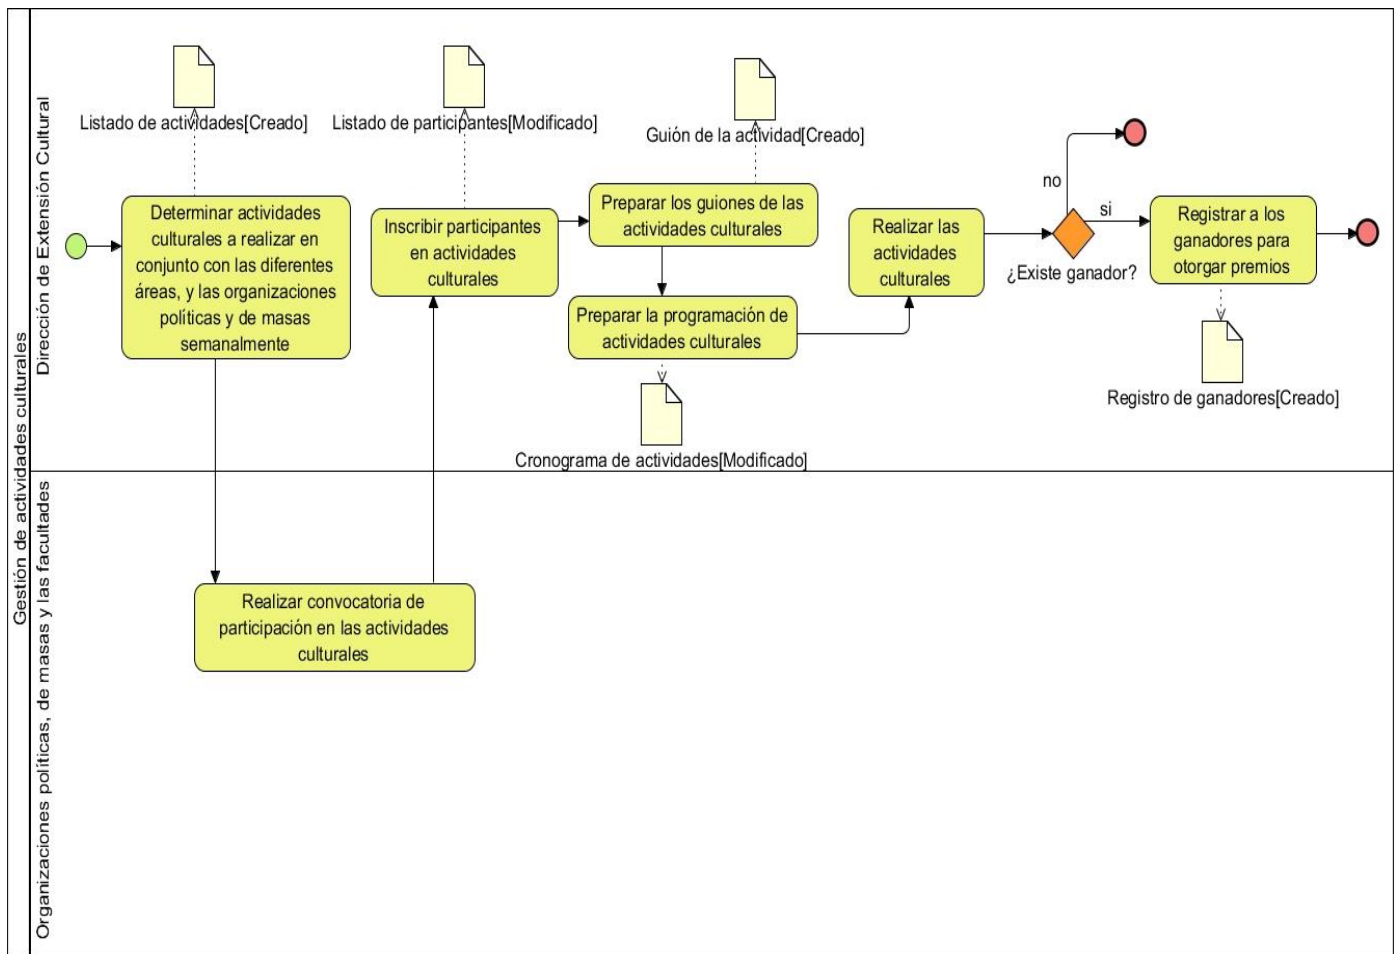 Gestión de actividades culturales
Dirección de Extensión Cultural
Listado de actividades[Creado]
Listado de participantes[Modificado]
Guión de la actividad[Creado]
Determinar actividades
culturales a realizar en
conjunto con las diferentes
áreas, y las organizaciones
políticas y de masas
semanalmente
Inscribir participantes
en actividades
culturales
Preparar los guiones de las
actividades culturales
Preparar la programación de
actividades culturales
Cronograma de actividades[Modificado]
Realizar las
actividades
culturales
no
si
¿Existe ganador?
Registrar a los
ganadores para
otorgar premios
Registro de ganadores[Creado]
Organizaciones políticas, de masas y las facultades
Realizar convocatoria de
participación en las actividades
culturales